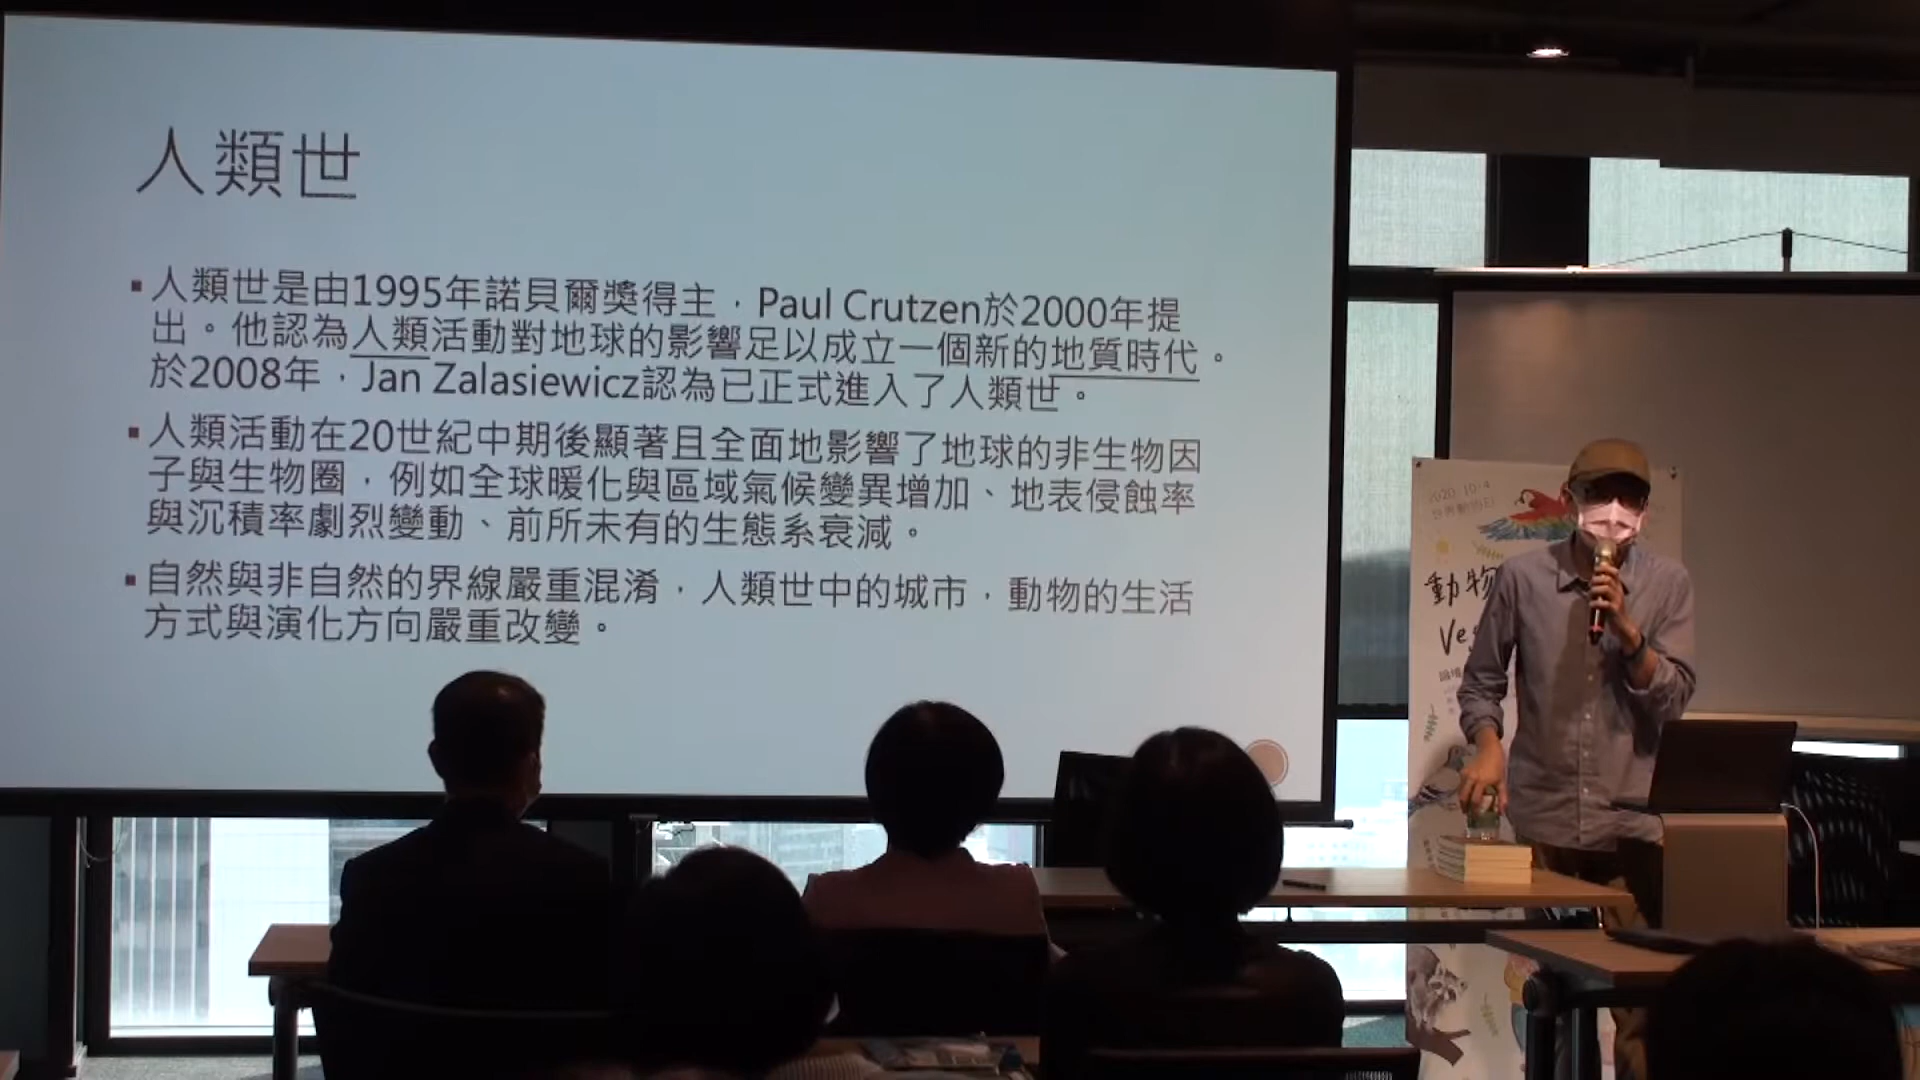 人類世
▪人類世是由1995年諾貝爾獎得主，Paul Crutzen於2000年提
出。他認為人類活動對地球的影響足以成立一個新的地質時代。
於2008年，Jan Zalasiewicz認為已正式進入了人類世。
▪人類活動在20世紀中期後顯著且全面地影響了地球的非生物因
子與生物圈，例如全球暖化與區域氣候變異增加、地表侵蝕率
與沉積率劇烈變動、前所未有的生態系衰減。
▪自然與非自然的界線嚴重混淆，人類世中的城市，動物的生活
方式與演化方向嚴重改變。
2020.10.4
世界動物日
動物
Ve
論壇